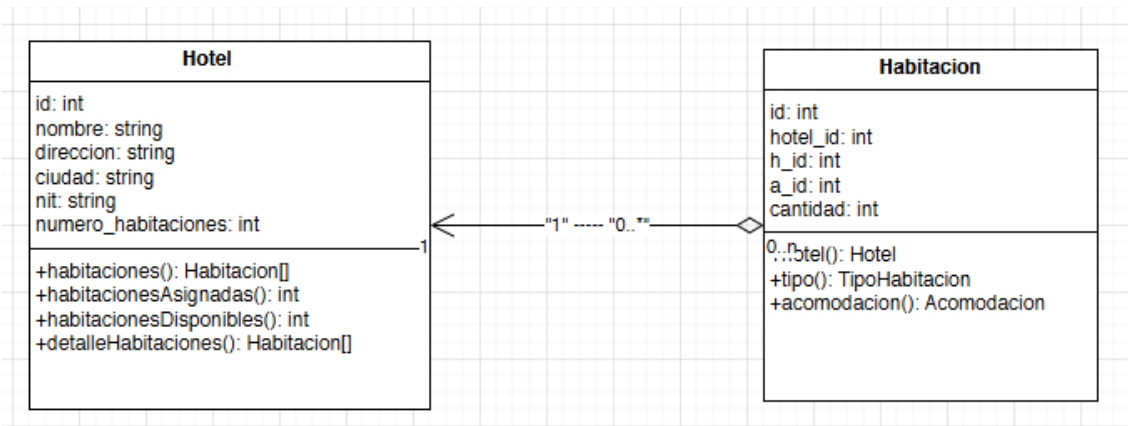 Hotel
id: int
nombre: string
direccion: string
ciudad: string
nit: string
numero_habitaciones: int
+habitaciones(): Habitacion[]
+habitacionesAsignadas(): int
+habitacionesDisponibles(): int
+detalleHabitaciones(): Habitacion[]
1
"1" ----- "0..*"
0..n
Habitacion
id: int
hotel_id: int
h_id: int
a_id: int
cantidad: int
hotel(): Hotel
+tipo(): TipoHabitacion
+acomodacion(): Acomodacion